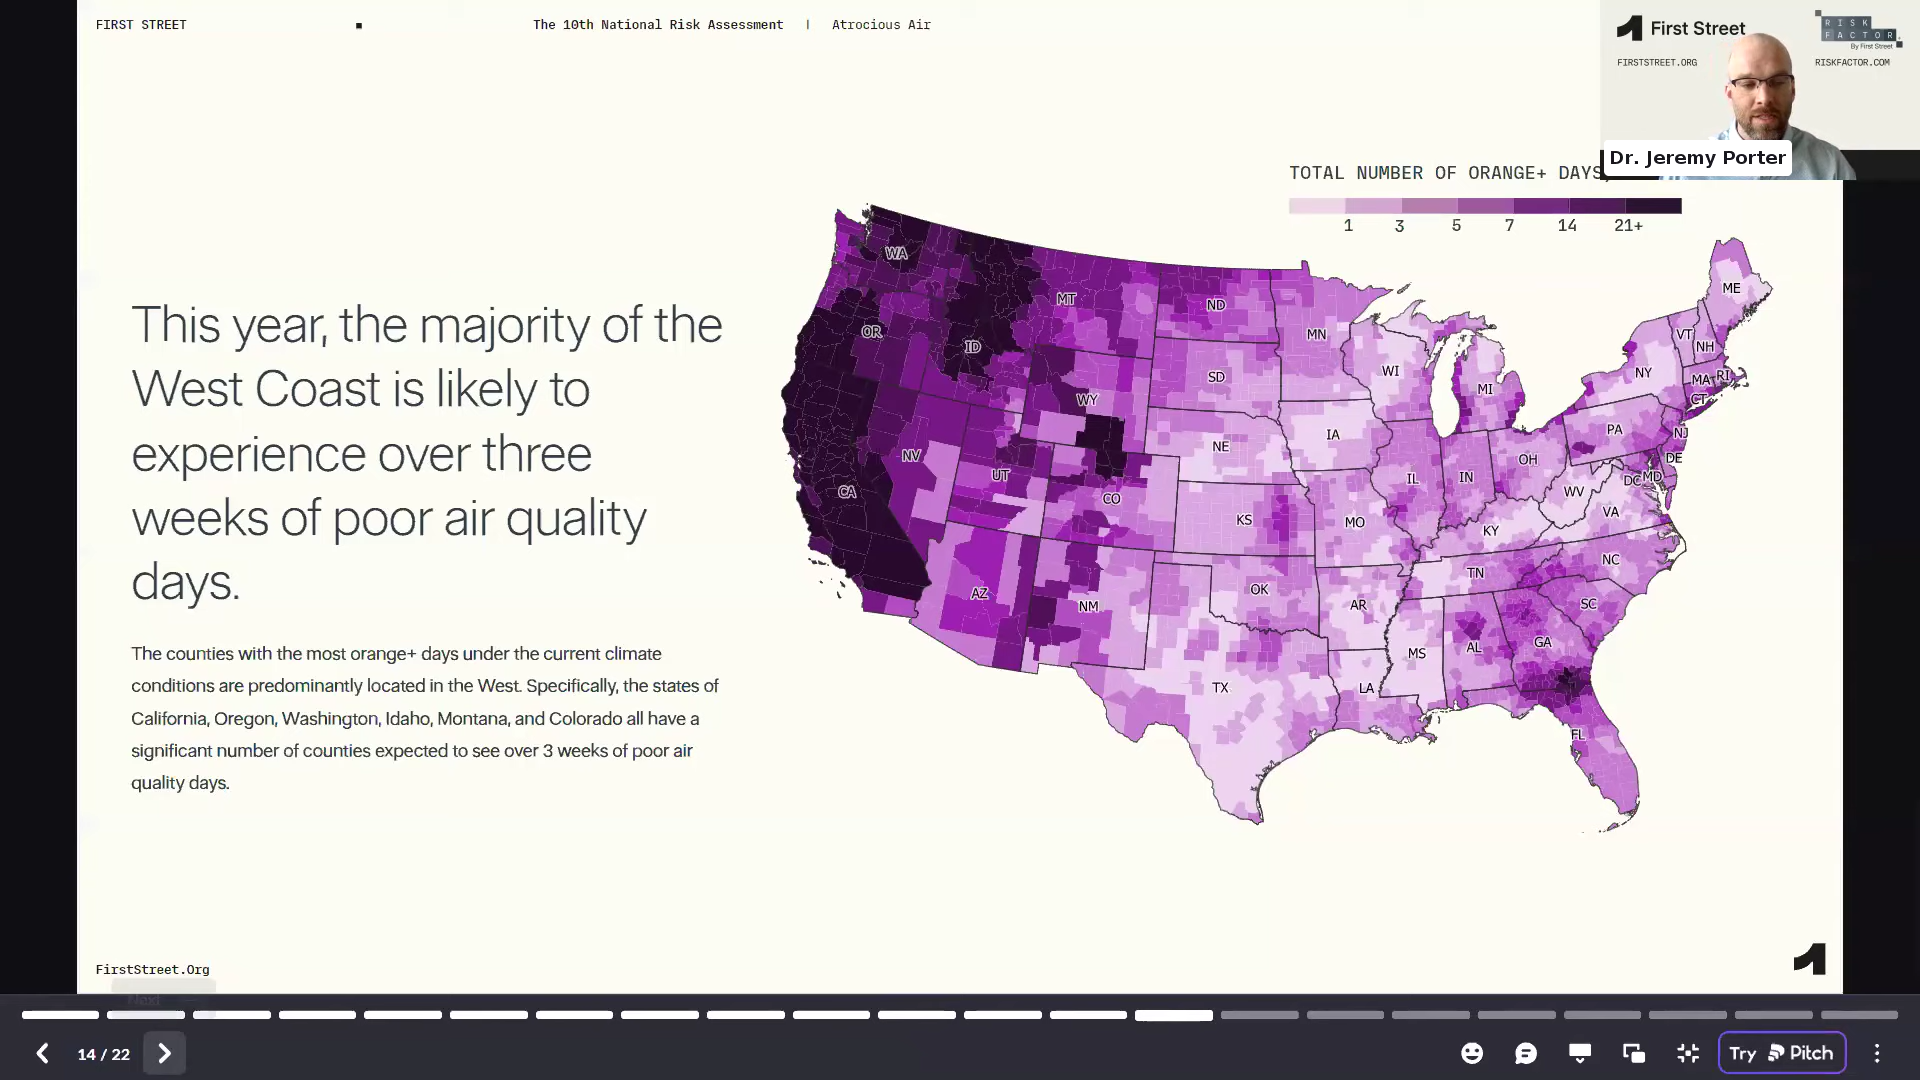 FIRST STREET
The 10th National Risk Assessment | Atrocious Air
First Street
RISK
FACTOR
By First Street
FIRSTSTREET.ORG
RISKFACTOR.COM
Dr. Jeremy Porter
TOTAL NUMBER OF ORANGE+ DAYS,
1 3 5 7 14 21+
This year, the majority of the
West Coast is likely to
experience over three
weeks of poor air quality
days.
The counties with the most orange+ days under the current climate
conditions are predominantly located in the West. Specifically, the states of
California, Oregon, Washington, Idaho, Montana, and Colorado all have a
significant number of counties expected to see over 3 weeks of poor air
quality days.
WA
MT
ND
MN
ME
OR
ID
SD
WI
MI
VT
NH
NY
MA
RI
CT
WY
IA
NE
PA
NJ
NV
UT
CO
IL
IN
OH
DE
DC
MD
CA
KS
MO
WV
VA
KY
NC
AZ
NM
OK
AR
TN
SC
TX
LA
MS
AL
GA
FL
FirstStreet.Org
Next
14 / 22
Try Pitch